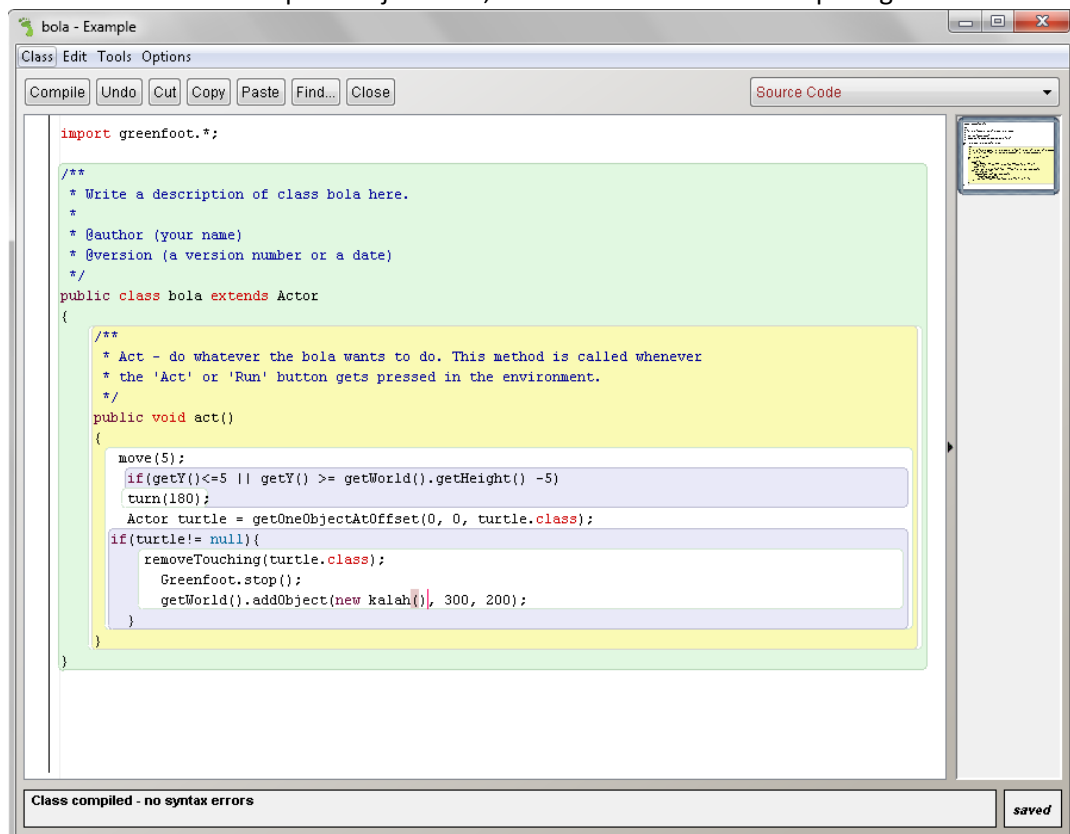 bola - Example
Class Edit Tools Options
Compile Undo Cut Copy Paste Find... Close Source Code
import greenfoot.*;
/**
 * Write a description of class bola here.
 *
 * @author (your name)
 * @version (a version number or a date)
 */
public class bola extends Actor
{
/**
 * Act - do whatever the bola wants to do. This method is called whenever
 * the 'Act' or 'Run' button gets pressed in the environment.
 */
public void act()
{
move(5);
if(getY()<=5 || getY() >= getWorld().getHeight() -5)
turn(180);
Actor turtle = getOneObjectAtOffset(0, 0, turtle.class);
if(turtle!= null){
removeTouching(turtle.class);
Greenfoot.stop();
getWorld().addObject(new kalah(), 300, 200);
}
}
}
Class compiled - no syntax errors
saved